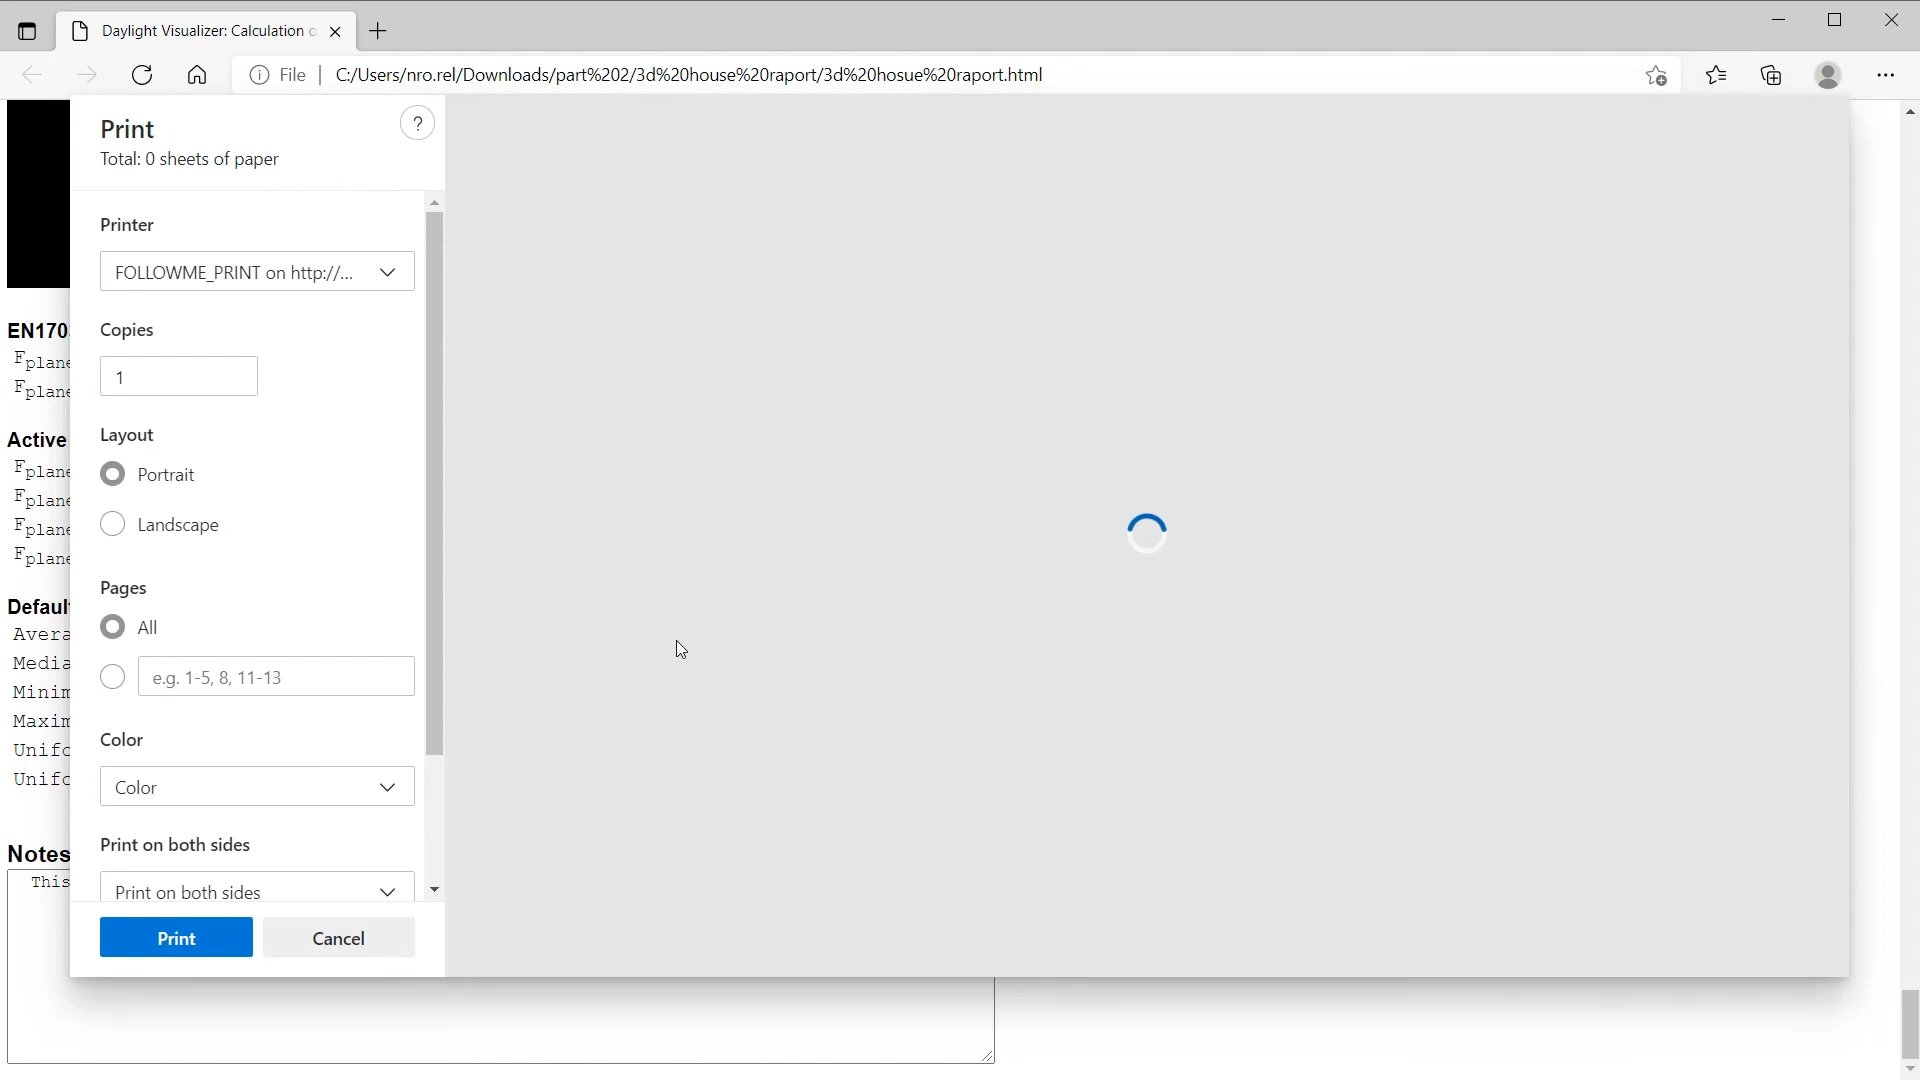 Daylight Visualizer: Calculation o
File
C:/Users/nro.rel/Downloads/part%202/3d%20house%20raport/3d%20hosue%20raport.html
Print
?
Total: 0 sheets of paper
Printer
FOLLOWME_PRINT on http://...
Copies
1
Layout
Portrait
Landscape
Pages
All
e.g. 1-5, 8, 11-13
Color
Color
Print on both sides
Print on both sides
Print
Cancel
EN170
Fplane
Fplane
Active
Fplane
Fplane
Fplane
Fplane
Default
Avera
Media
Minim
Maxim
Unifo
Unifo
Notes
This